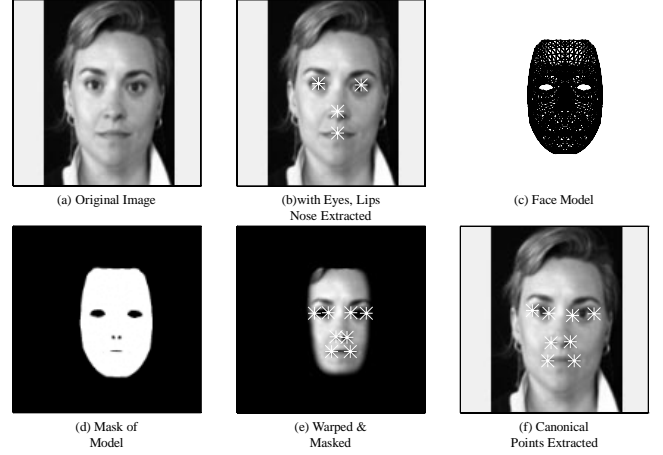 (a) Original Image
(b)with Eyes, Lips
Nose Extracted
(c) Face Model
(d) Mask of
Model
(e) Warped &
Masked
(f) Canonical
Points Extracted